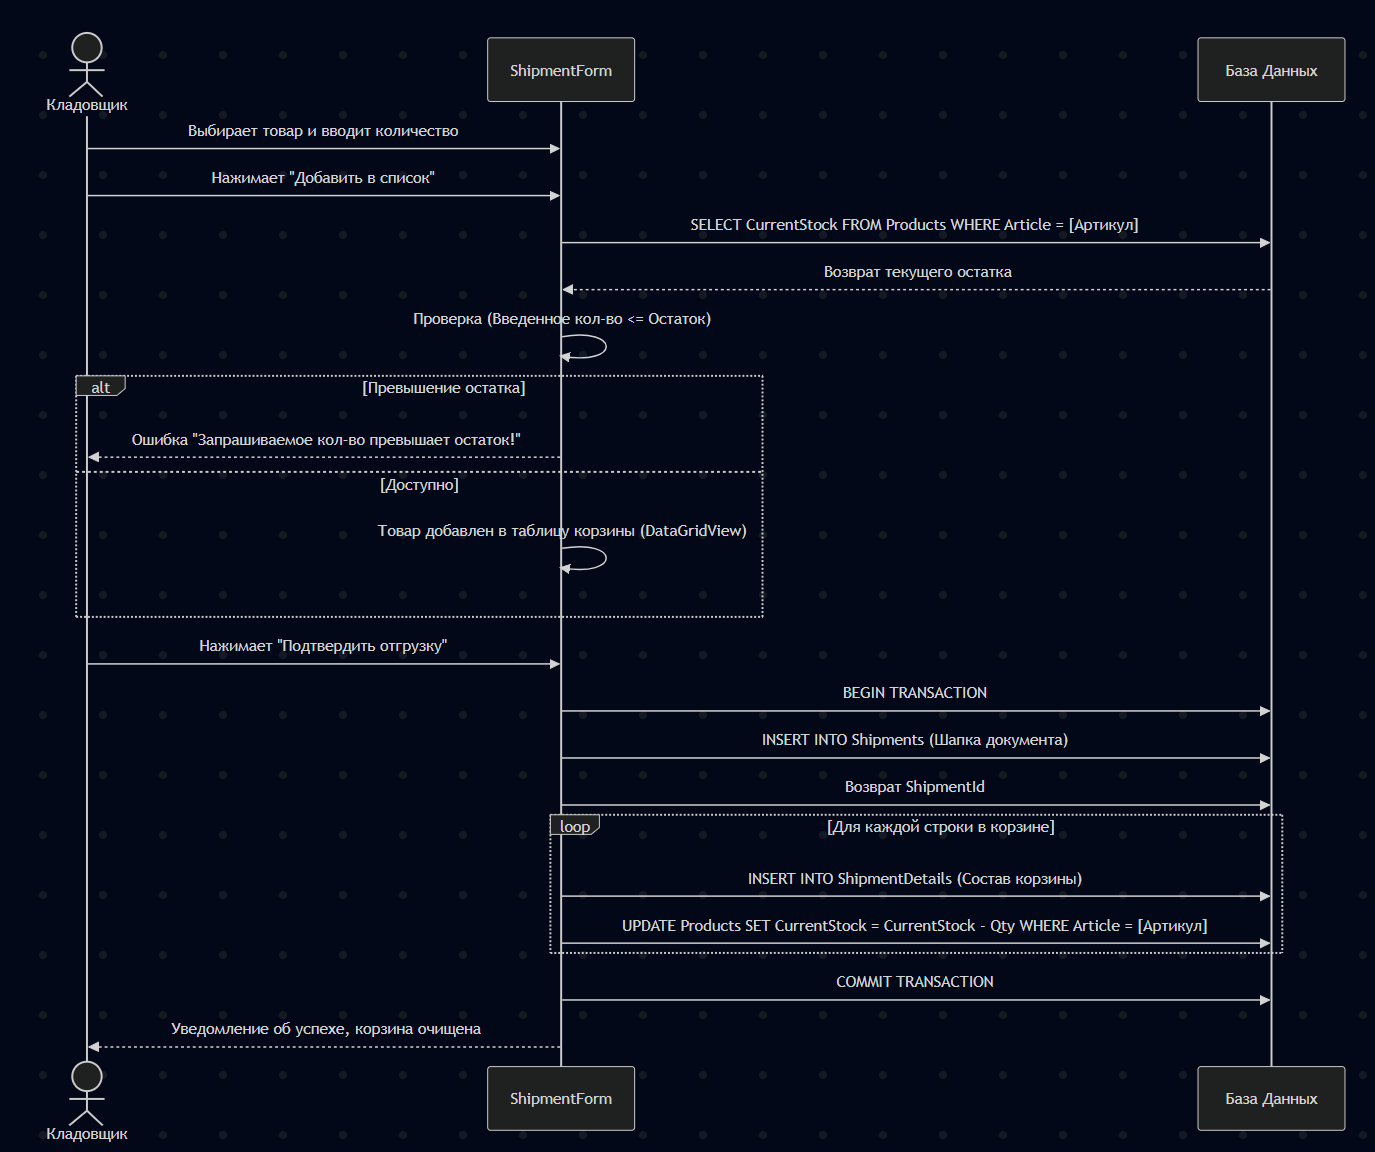 ShipmentForm
База Данных
Кладовщик
Выбирает товар и вводит количество
Нажимает "Добавить в список"
SELECT CurrentStock FROM Products WHERE Article = [Артикул]
Возврат текущего остатка
Проверка (Введенное кол-во <= Остаток)
alt
[Превышение остатка]
Ошибка "Запрашиваемое кол-во превышает остаток!"
[Доступно]
Товар добавлен в таблицу корзины (DataGridView)
Нажимает "Подтвердить отгрузку"
BEGIN TRANSACTION
INSERT INTO Shipments (Шапка документа)
Возврат ShipmentId
loop
[Для каждой строки в корзине]
INSERT INTO ShipmentDetails (Состав корзины)
UPDATE Products SET CurrentStock = CurrentStock - Qty WHERE Article = [Артикул]
COMMIT TRANSACTION
Уведомление об успехе, корзина очищена
ShipmentForm
База Данных
Кладовщик